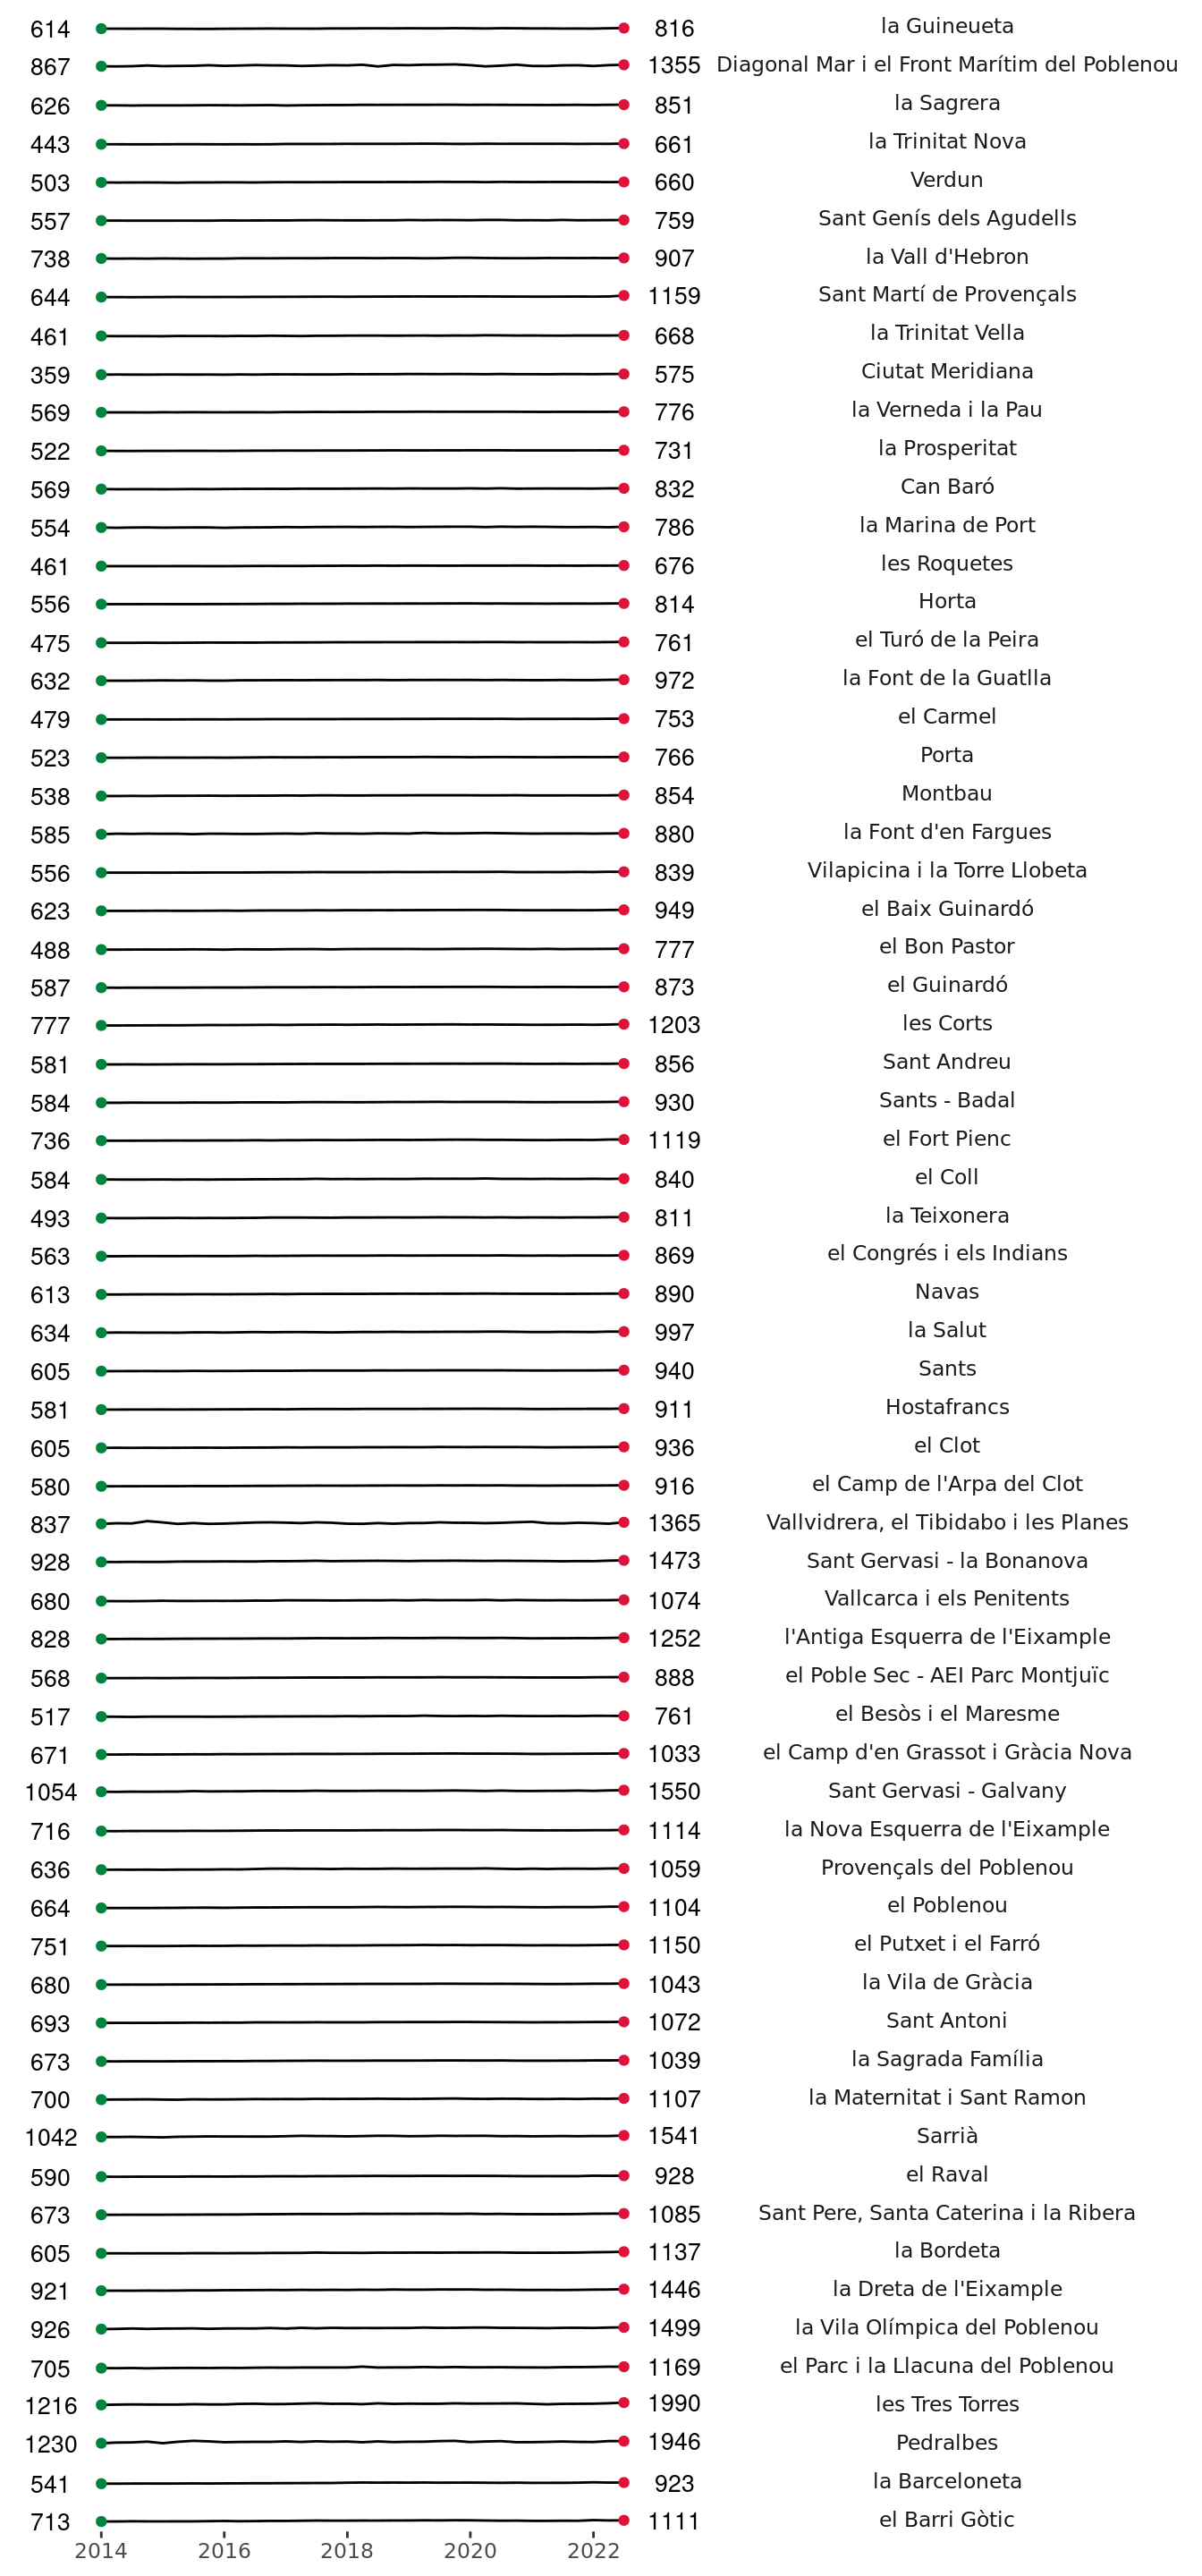 614 816 la Guineueta
867 1355 Diagonal Mar i el Front Marítim del Poblenou
626 851 la Sagrera
443 661 la Trinitat Nova
503 660 Verdun
557 759 Sant Genís dels Agudells
738 907 la Vall d'Hebron
644 1159 Sant Martí de Provençals
461 668 la Trinitat Vella
359 575 Ciutat Meridiana
569 776 la Verneda i la Pau
522 731 la Prosperitat
569 832 Can Baró
554 786 la Marina de Port
461 676 les Roquetes
556 814 Horta
475 761 el Turó de la Peira
632 972 la Font de la Guatlla
479 753 el Carmel
523 766 Porta
538 854 Montbau
585 880 la Font d'en Fargues
556 839 Vilapicina i la Torre Llobeta
623 949 el Baix Guinardó
488 777 el Bon Pastor
587 873 el Guinardó
777 1203 les Corts
581 856 Sant Andreu
584 930 Sants - Badal
736 1119 el Fort Pienc
584 840 el Coll
493 811 la Teixonera
563 869 el Congrés i els Indians
613 890 Navas
634 997 la Salut
605 940 Sants
581 911 Hostafrancs
605 936 el Clot
580 916 el Camp de l'Arpa del Clot
837 1365 Vallvidrera, el Tibidabo i les Planes
928 1473 Sant Gervasi - la Bonanova
680 1074 Vallcarca i els Penitents
828 1252 l'Antiga Esquerra de l'Eixample
568 888 el Poble Sec - AEI Parc Montjuïc
517 761 el Besòs i el Maresme
671 1033 el Camp d'en Grassot i Gràcia Nova
1054 1550 Sant Gervasi - Galvany
716 1114 la Nova Esquerra de l'Eixample
636 1059 Provençals del Poblenou
664 1104 el Poblenou
751 1150 el Putxet i el Farró
680 1043 la Vila de Gràcia
693 1072 Sant Antoni
673 1039 la Sagrada Família
700 1107 la Maternitat i Sant Ramon
1042 1541 Sarrià
590 928 el Raval
673 1085 Sant Pere, Santa Caterina i la Ribera
605 1137 la Bordeta
921 1446 la Dreta de l'Eixample
926 1499 la Vila Olímpica del Poblenou
705 1169 el Parc i la Llacuna del Poblenou
1216 1990 les Tres Torres
1230 1946 Pedralbes
541 923 la Barceloneta
713 1111 el Barri Gòtic
2014 2016 2018 2020 2022